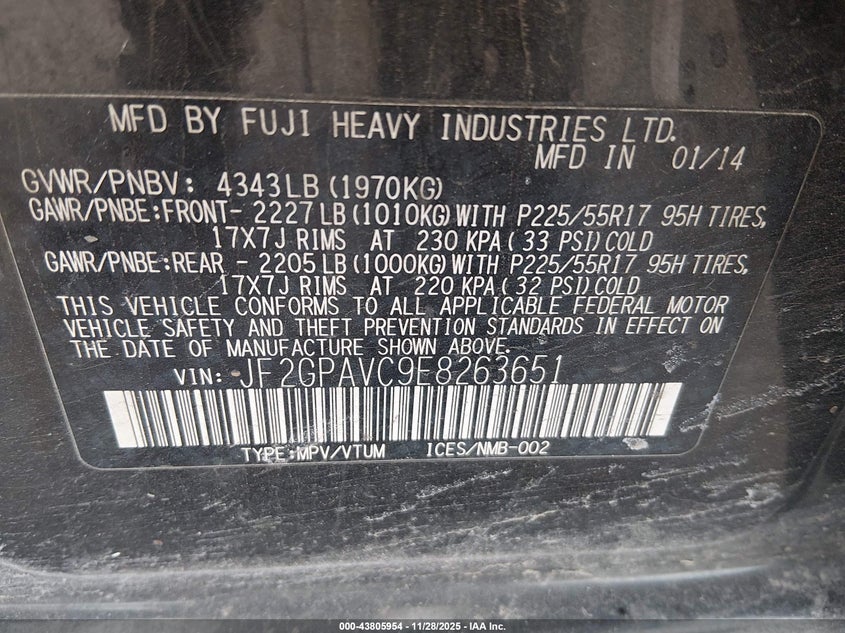 MFD BY FUJI HEAVY INDUSTRIES LTD.
MFD IN 01/14
GVWR/PNBV: 4343LB (1970KG)
GAWR/PNBE:FRONT- 2227LB (1010KG) WITH P225/55R17 95H TIRES,
17X7J RIMS AT 230 KPA ( 33 PSI) COLD
GAWR/PNBE:REAR - 2205LB (1000KG) WITH P225/55R17 95H TIRES,
17X7J RIMS AT 220 KPA ( 32 PSI) COLD
THIS VEHICLE CONFORMS TO ALL APPLICABLE FEDERAL MOTOR
VEHICLE SAFETY AND THEFT PREVENTION STANDARDS IN EFFECT ON
THE DATE OF MANUFACTURE SHOWN ABOVE.
VIN: JF2GPAVC9E8263651
TYPE:MPV/VTUM ICES/NMB-002
000-43805954 - 11/28/2025 - IAA Inc.